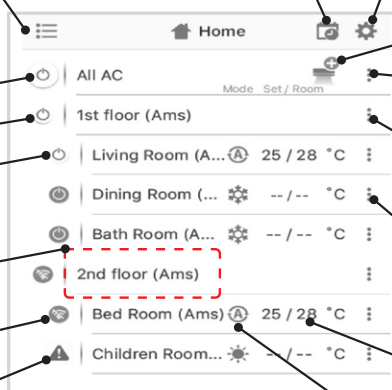 Home
All AC
Mode Set / Room
1st floor (Ams)
Living Room (A... A 25 / 28 °C
Dining Room (... --/-- °C
Bath Room (A... --/-- °C
2nd floor (Ams)
Bed Room (Ams) A 25 / 28 °C
Children Room... --/-- °C